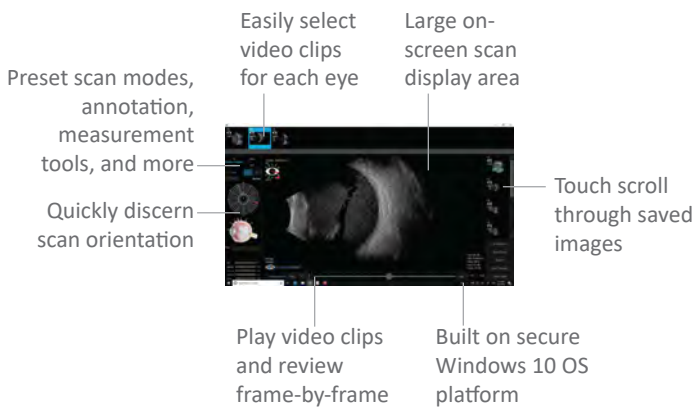 Easily select
video clips
for each eye
Large on-
screen scan
display area
Preset scan modes,
annotation,
measurement
tools, and more
Quickly discern
scan orientation
Touch scroll
through saved
images
Play video clips
and review
frame-by-frame
Built on secure
Windows 10 OS
platform